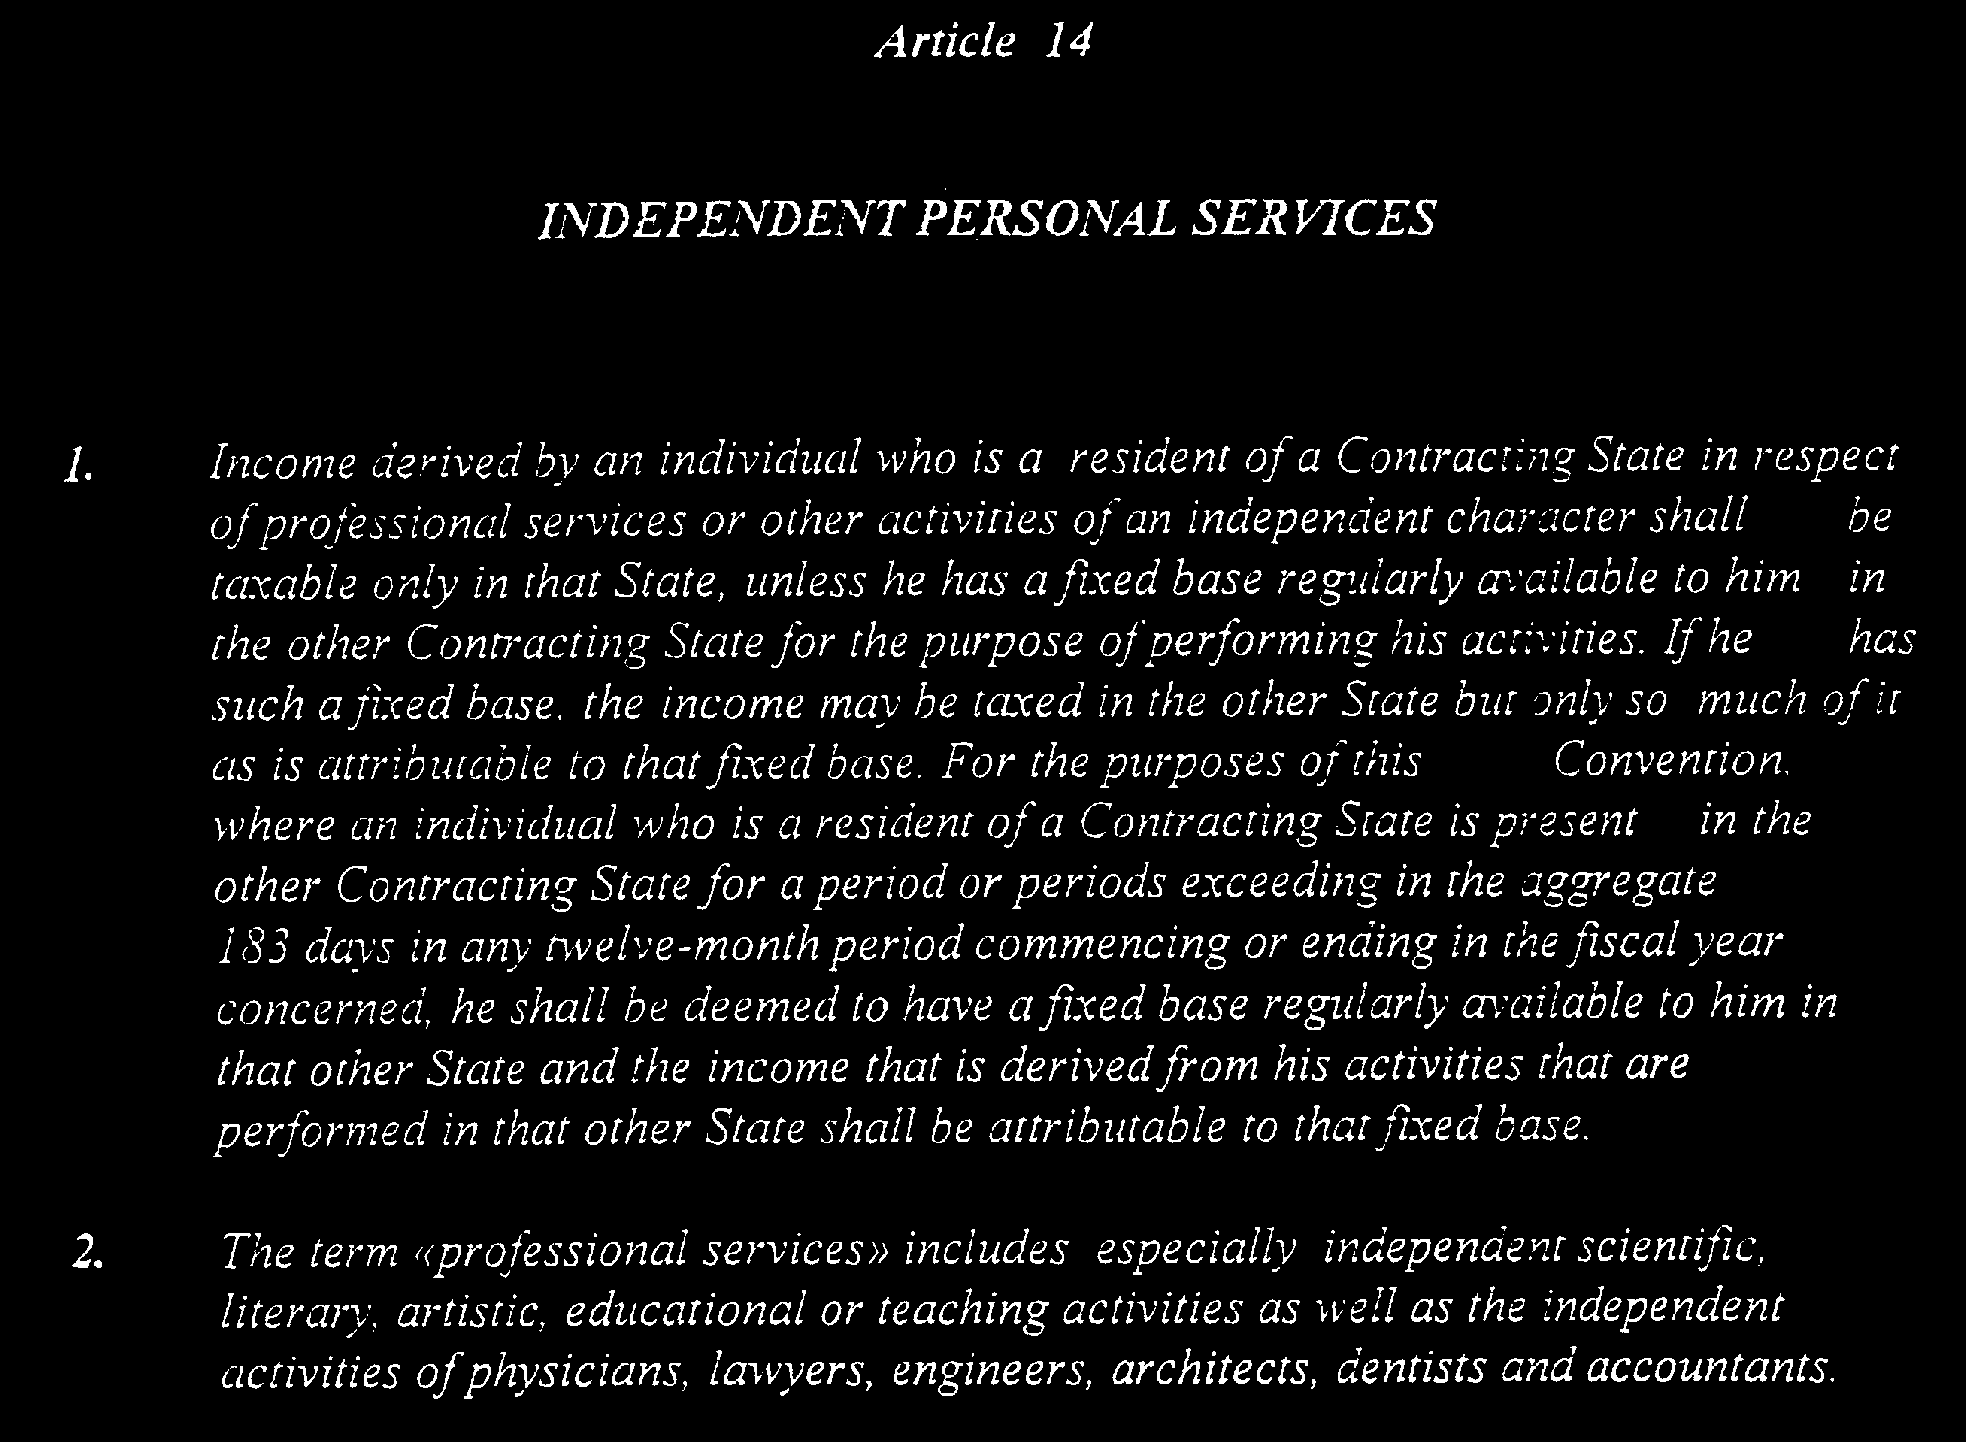 Article 14
INDEPENDENT PERSONAL SERVICES
1. Income derived by an individual who is a resident of a Contracting State in respect
of professional services or other activities of an independent character shall be
taxable only in that State, unless he has a fixed base regularly available to him in
the other Contracting State for the purpose of performing his activities. If he has
such a fixed base, the income may be taxed in the other State but only so much of it
as is attributable to that fixed base. For the purposes of this Convention,
where an individual who is a resident of a Contracting State is present in the
other Contracting State for a period or periods exceeding in the aggregate
183 days in any twelve-month period commencing or ending in the fiscal year
concerned, he shall be deemed to have a fixed base regularly available to him in
that other State and the income that is derived from his activities that are
performed in that other State shall be attributable to that fixed base.
2. The term «professional services» includes especially independent scientific,
literary, artistic, educational or teaching activities as well as the independent
activities of physicians, lawyers, engineers, architects, dentists and accountants.